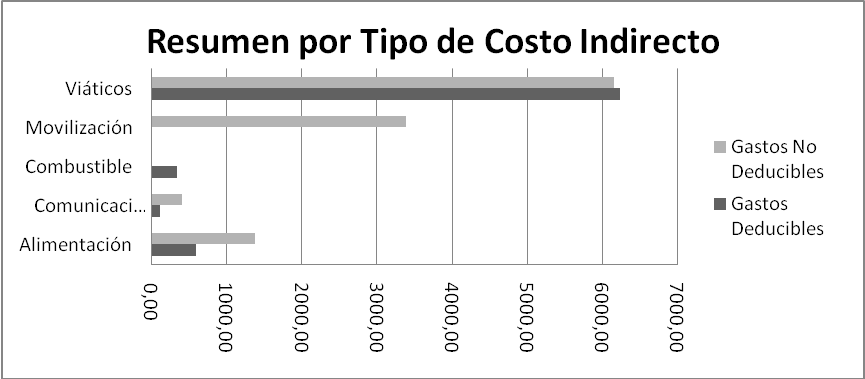 Resumen por Tipo de Costo Indirecto
Viáticos
Movilización
Combustible
Comunicaci...
Alimentación
0,00
1000,00
2000,00
3000,00
4000,00
5000,00
6000,00
7000,00
Gastos No
Deducibles
Gastos
Deducibles